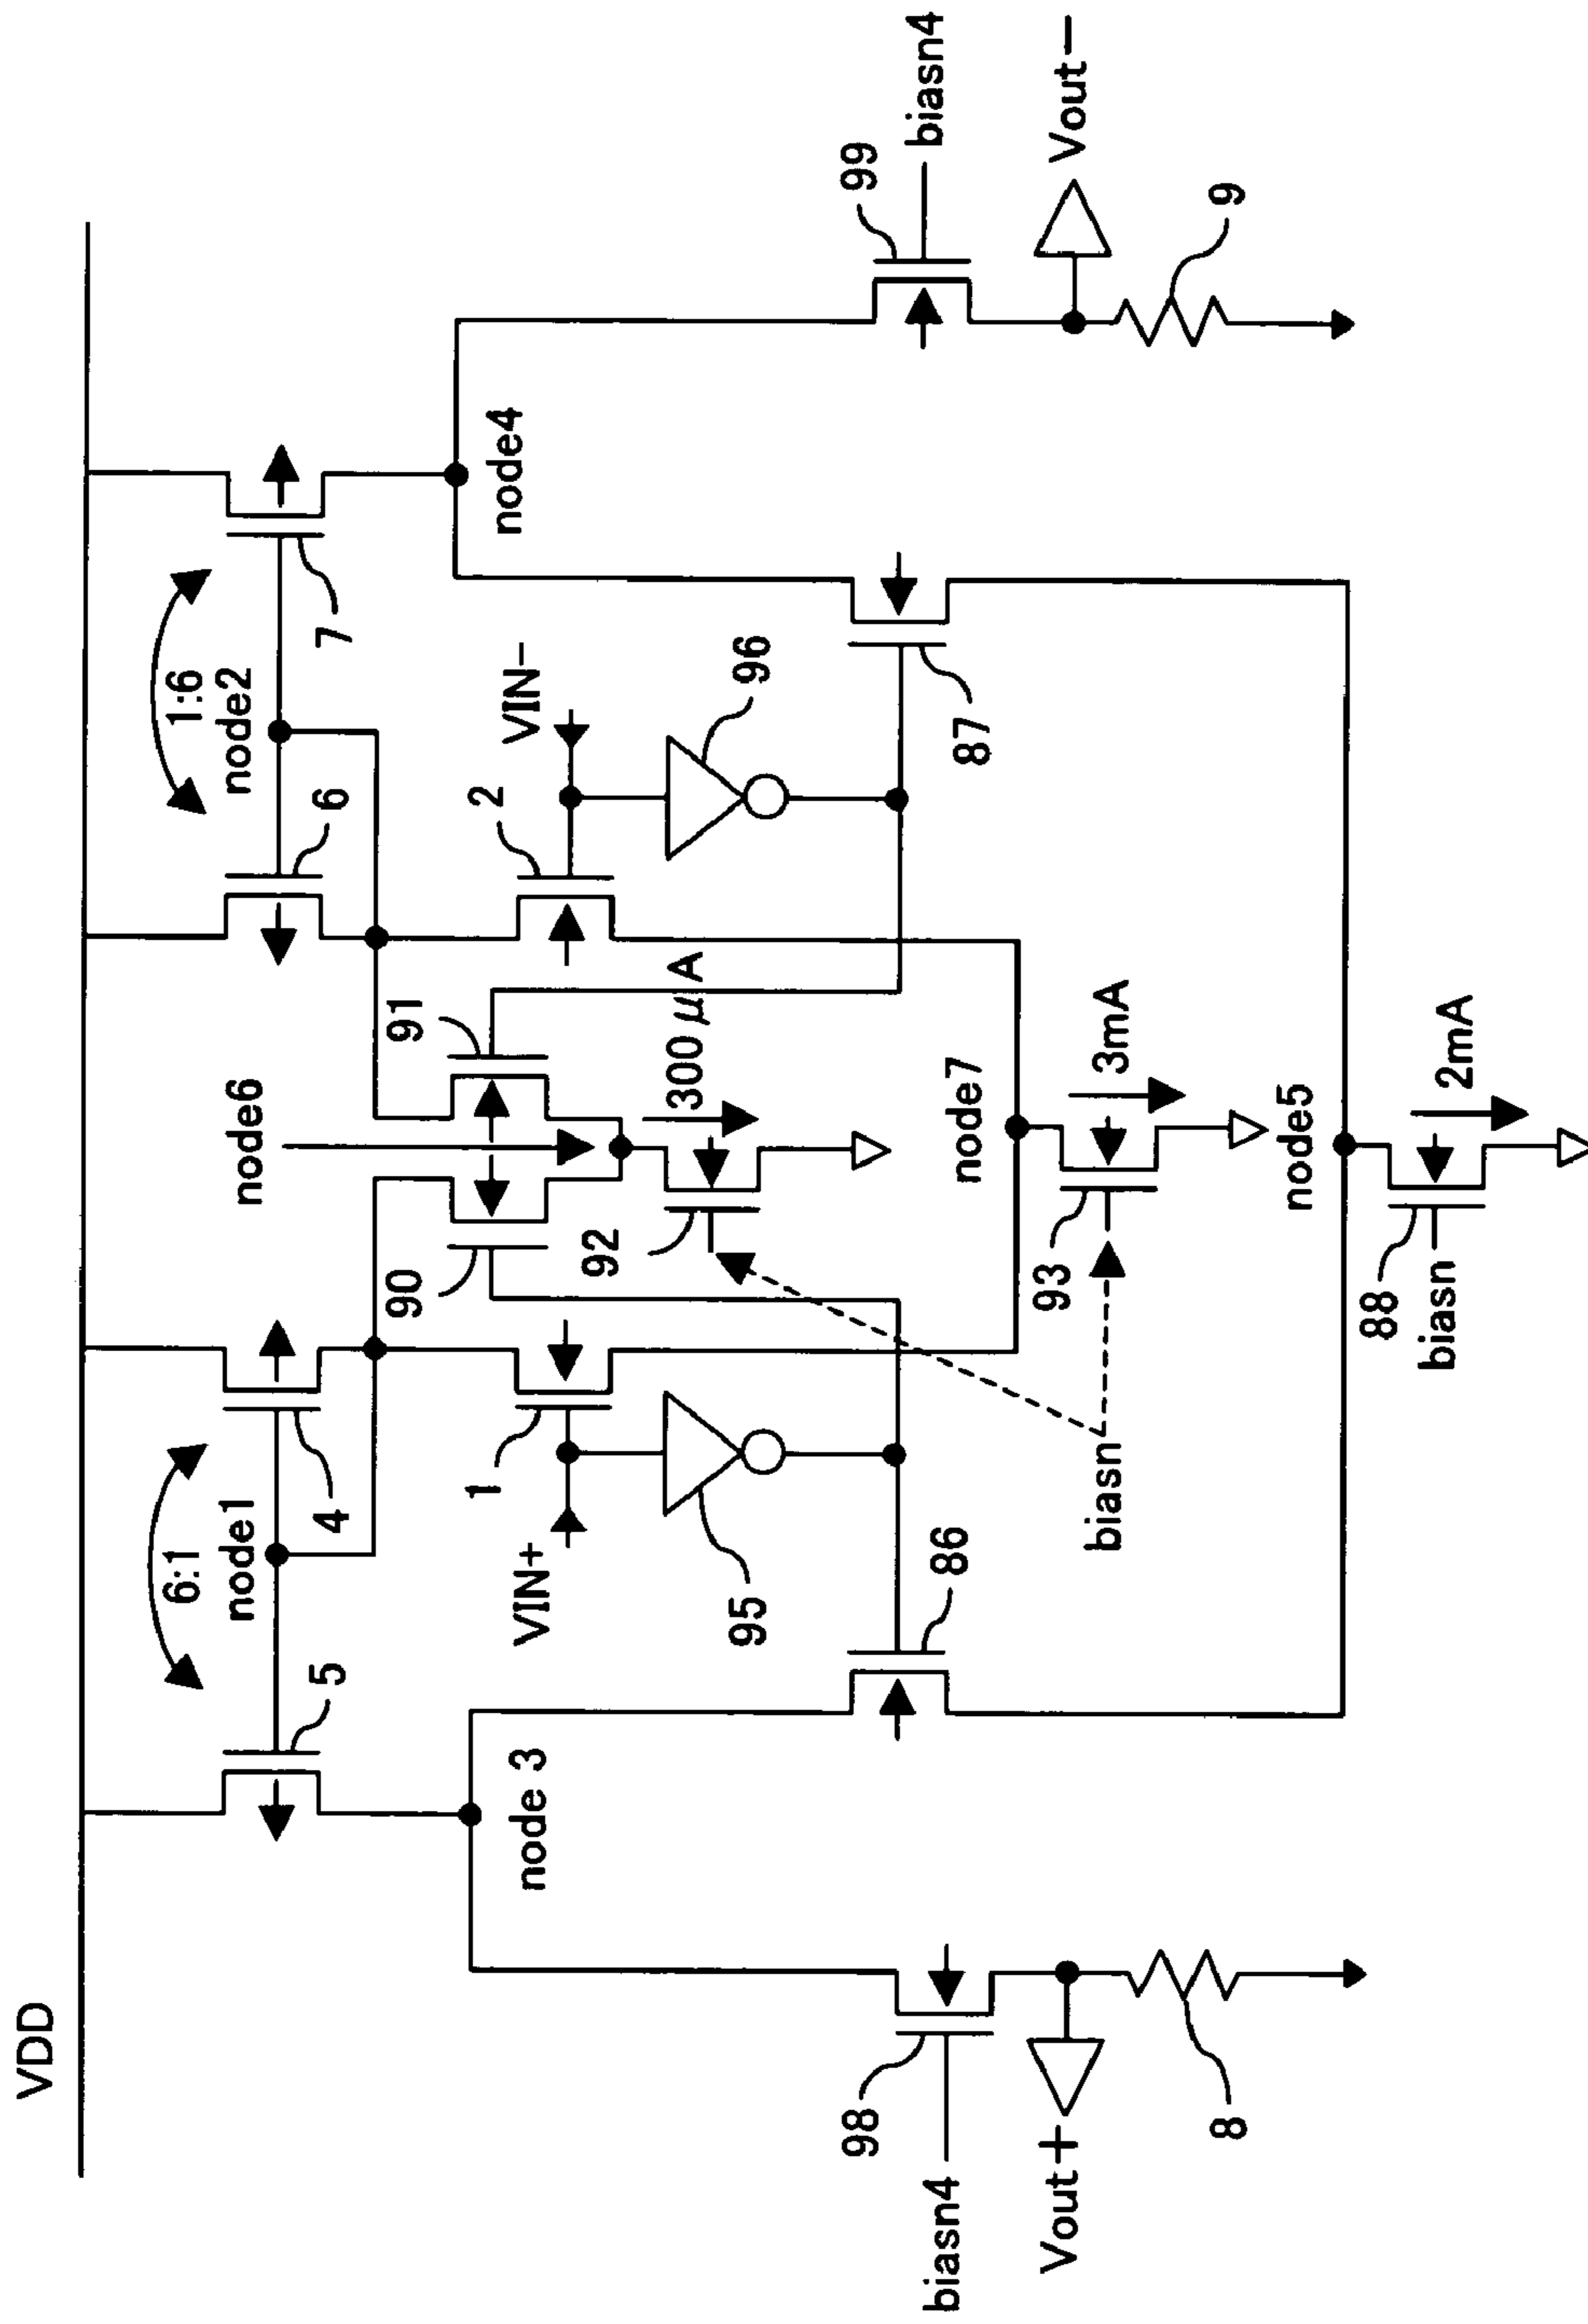 VDD
6:1
node1
1:6
node2
5
4
6
7
node6
90
91
1
2
VIN+
VIN−
node 3
node4
92
300 μA
95
96
98
99
biasn4
biasn4
86
87
node7
Vout+
Vout−
biasn
93
3mA
8
9
node5
88
biasn
2mA